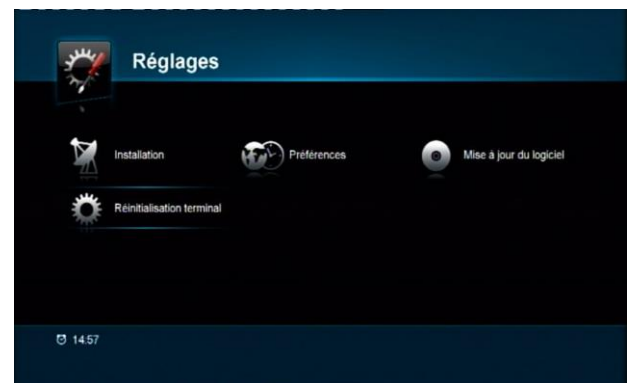 Réglages
Installation
Préférences
Mise à jour du logiciel
Réinitialisation terminal
14.57